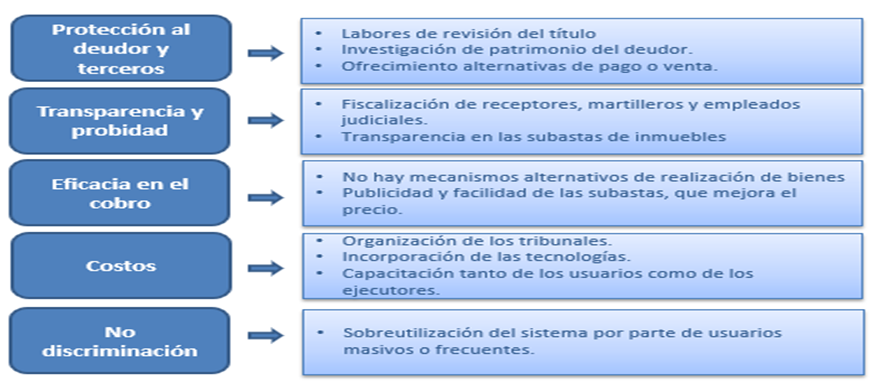 Protección al
deudor y
terceros
• Labores de revisión del título
• Investigación de patrimonio del deudor.
• Ofrecimiento alternativas de pago o venta.
Transparencia y
probidad
• Fiscalización de receptores, martilleros y empleados
judiciales.
• Transparencia en las subastas de inmuebles
Eficacia en el
cobro
• No hay mecanismos alternativos de realización de bienes
• Publicidad y facilidad de las subastas, que mejora el
precio.
Costos
• Organización de los tribunales.
• Incorporación de las tecnologías.
• Capacitación tanto de los usuarios como de los
ejecutores.
No
discriminación
• Sobreutilización del sistema por parte de usuarios
masivos o frecuentes.